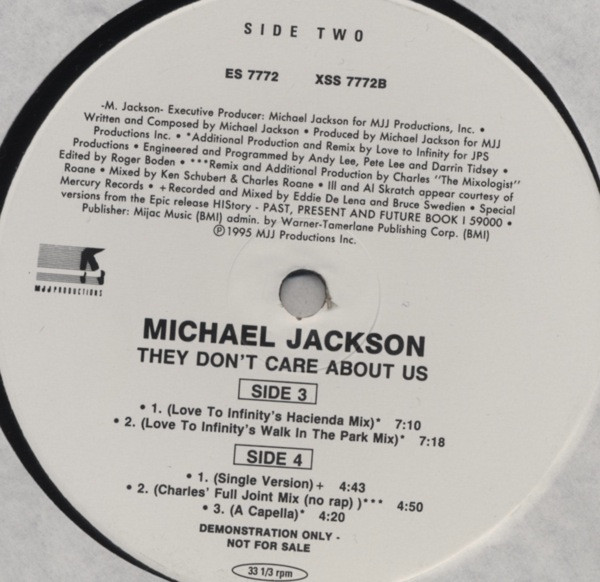 SIDE TWO
ES 7772 XSS 7772B
-M. Jackson- Executive Producer: Michael Jackson for MJJ Productions, Inc. •
Written and Composed by Michael Jackson • Produced by Michael Jackson for MJJ
Productions Inc. • *Additional Production and Remix by Love to Infinity for JPS
Productions • Engineered and Programmed by Andy Lee, Pete Lee and Darrin Tidsey •
Edited by Roger Boden • ***Remix and Additional Production by Charles "The Mixologist"
Roane • Mixed by Ken Schubert & Charles Roane • Ill and Al Skratch appear courtesy of
Mercury Records • +Recorded and Mixed by Eddie De Lena and Bruce Swedien • Special
versions from the Epic release HIStory - PAST, PRESENT AND FUTURE BOOK I 59000 •
Publisher: Mijac Music (BMI) admin. by Warner-Tamerlane Publishing Corp. (BMI)
℗1995 MJJ Productions Inc.
MJJ PRODUCTIONS
MICHAEL JACKSON
THEY DON'T CARE ABOUT US
SIDE 3
• 1. (Love To Infinity's Hacienda Mix)* 7:10
• 2. (Love To Infinity's Walk In The Park Mix)* 7:18
SIDE 4
• 1. (Single Version)+ 4:43
• 2. (Charles' Full Joint Mix (no rap) )*** 4:50
• 3. (A Capella)* 4:20
DEMONSTRATION ONLY -
NOT FOR SALE
33 1/3 rpm